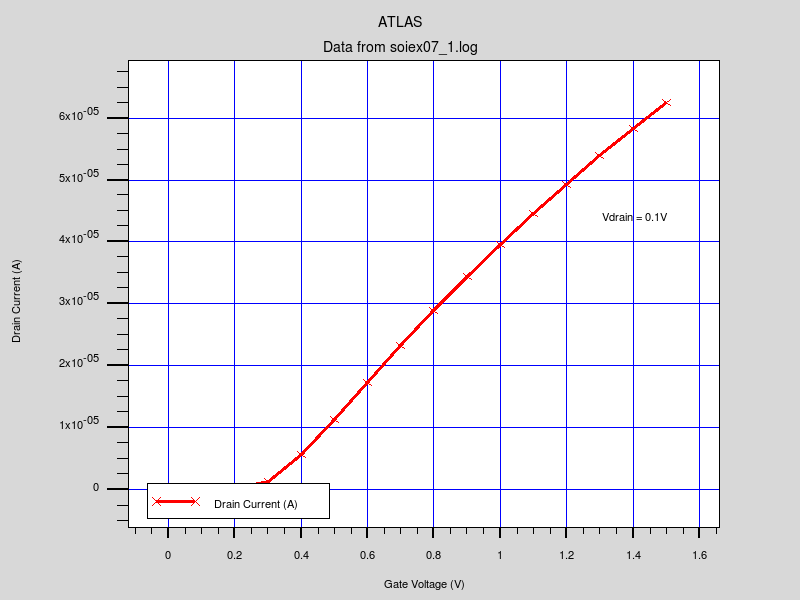 ATLAS
Data from soiex07_1.log
6x10-05
5x10-05
4x10-05
3x10-05
2x10-05
1x10-05
0
Drain Current (A)
Vdrain = 0.1V
Drain Current (A)
0 0.2 0.4 0.6 0.8 1 1.2 1.4 1.6
Gate Voltage (V)